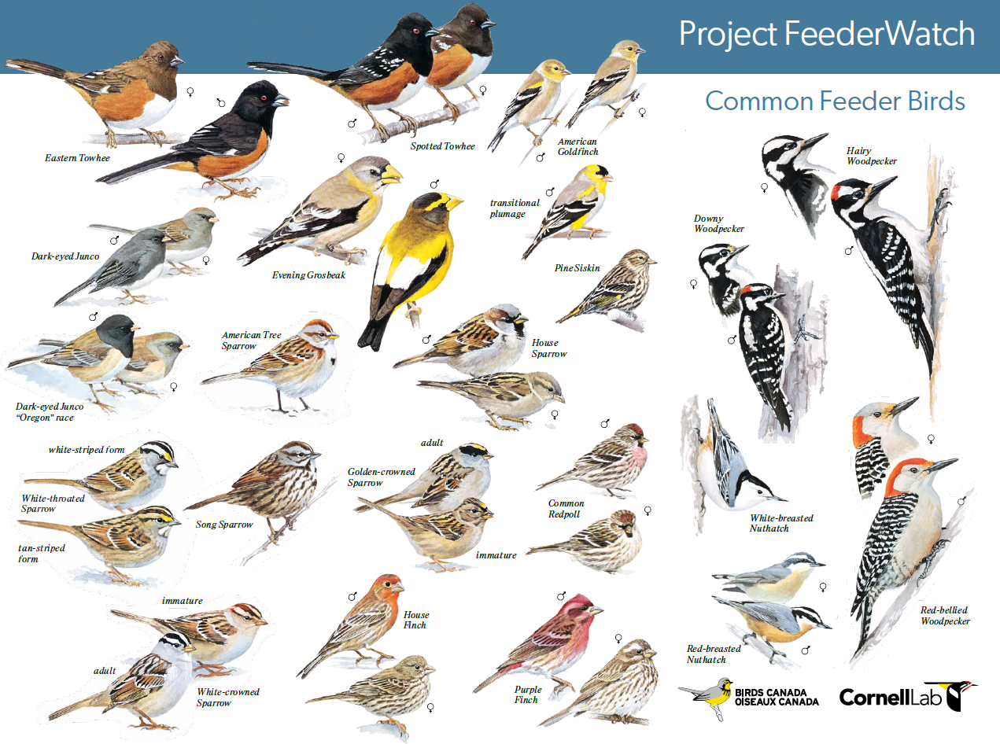 Project FeederWatch
Common Feeder Birds
♀
♂
Eastern Towhee
♂
♀
Spotted Towhee
♂
♀
American
Goldfinch
♂
transitional
plumage
♂
♀
Dark-eyed Junco
♀
♂
Evening Grosbeak
Pine Siskin
♂
♀
Dark-eyed Junco
“Oregon” race
American Tree
Sparrow
♂
♀
House
Sparrow
white-striped form
White-throated
Sparrow
tan-striped
form
Song Sparrow
adult
Golden-crowned
Sparrow
immature
♂
♀
Common
Redpoll
immature
adult
White-crowned
Sparrow
♂
♀
House
Finch
♂
♀
Purple
Finch
Hairy
Woodpecker
♀
♂
Downy
Woodpecker
♀
♂
White-breasted
Nuthatch
♀
♂
Red-breasted
Nuthatch
♀
♂
Red-bellied
Woodpecker
BIRDS CANADA
OISEAUX CANADA
CornellLab